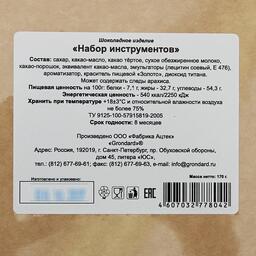 Шоколадное изделие
«Набор инструментов»
Состав: сахар, какао-масло, какао тёртое, сухое обезжиренное молоко,
какао-порошок, эквивалент какао-масла, эмульгаторы (лецитин соевый, Е 476),
ароматизатор, краситель пищевой «Золото», диоксид титана.
Может содержать следы арахиса.
Пищевая ценность на 100г: белки - 7,1 г, жиры - 32,7 г, углеводы - 54,3 г.
Энергетическая ценность - 540 ккал/2250 кДж
Хранить при температуре +18±3°С и относительной влажности воздуха
не более 75%
ТУ 9125-100-57915819-2005
Срок годности: 8 месяцев
Произведено ООО «Фабрика Ацтек»
(«Grondard»)
Адрес: Россия, 192019, г. Санкт-Петербург, пр. Обуховской обороны,
дом 45, литера «ЮС».
тел.: (812) 677-69-61; факс: (812) 677-69-63, e-mail: info@grondard.ru
Изготовлено и упаковано:
EAC
Масса нетто: 170 г.
4 607032 778042